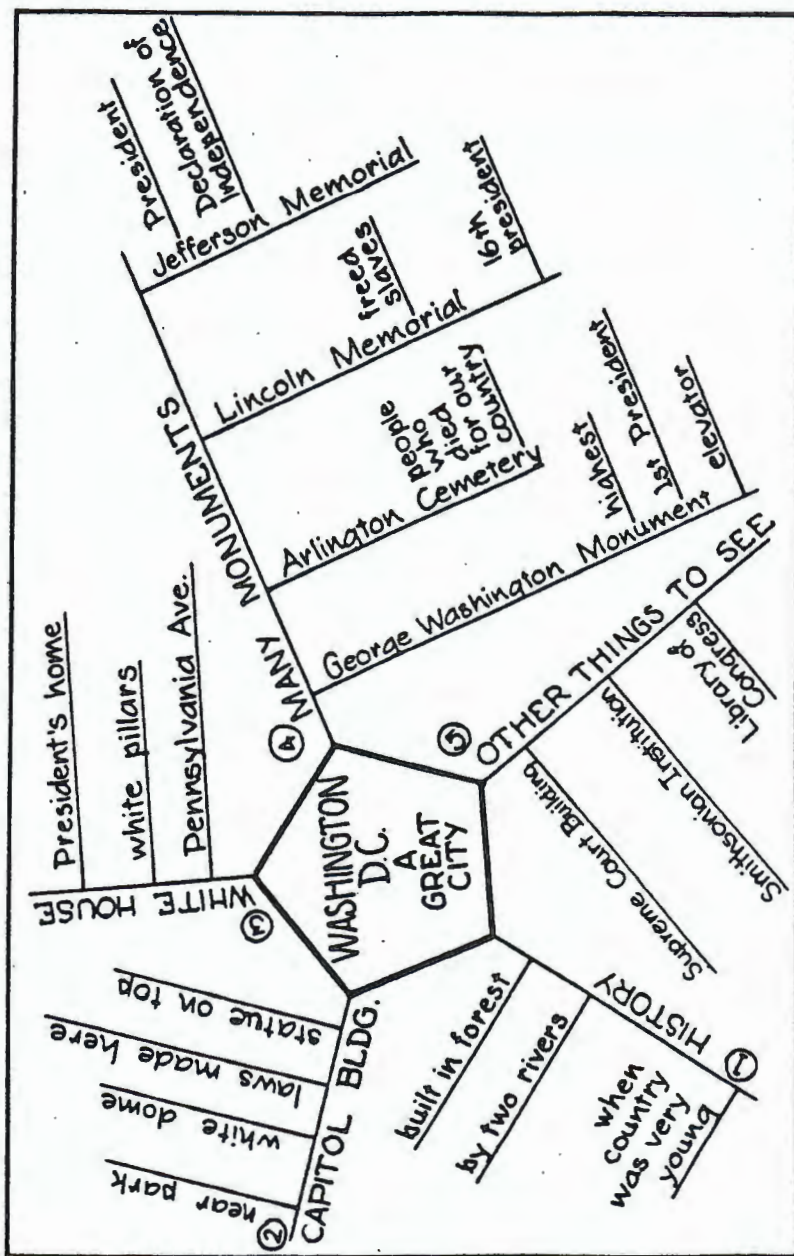 WASHINGTON
D.C.
A
GREAT
CITY
1 HISTORY
built in forest
by two rivers
when
country
was very
young
2 CAPITOL BLDG.
near park
white dome
laws made here
statue on top
3 WHITE HOUSE
President's home
white pillars
Pennsylvania Ave.
4 MANY MONUMENTS
George Washington Monument
highest
1st President
elevator
Arlington Cemetery
people
who
died
for our
country
Lincoln Memorial
freed
slaves
16th
president
Jefferson Memorial
President
Declaration of
Independence
5 OTHER THINGS TO SEE
Supreme Court Building
Smithsonian Institution
Library of
Congress